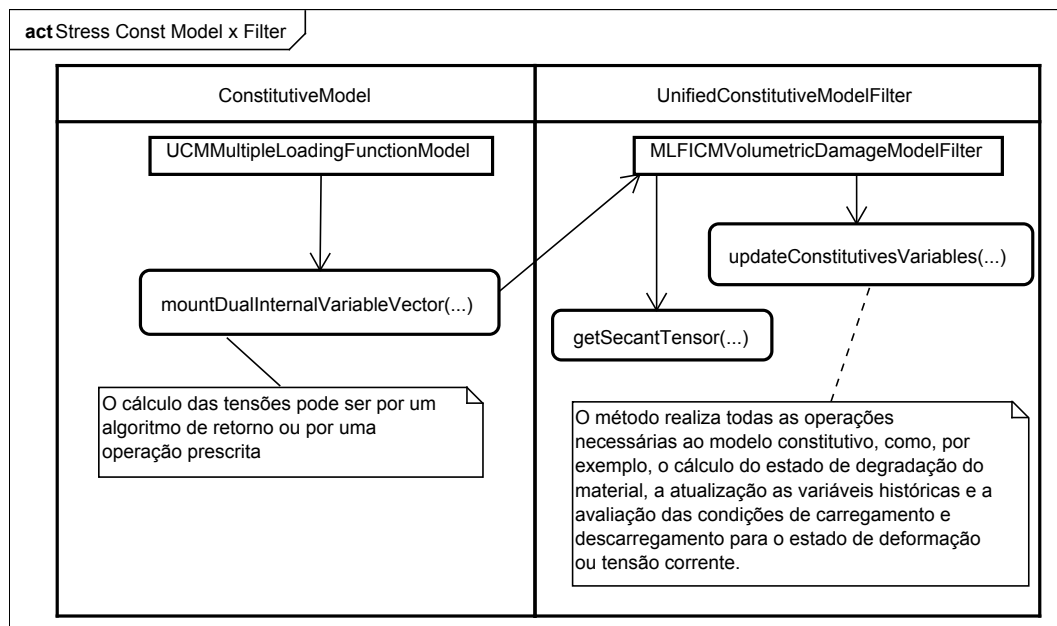 act Stress Const Model x Filter
ConstitutiveModel
UnifiedConstitutiveModelFilter
UCMMultipleLoadingFunctionModel
MLFICMVolumetricDamageModelFilter
updateConstitutivesVariables(...)
mountDualInternalVariableVector(...)
getSecantTensor(...)
O cálculo das tensões pode ser por um
algoritmo de retorno ou por uma
operação prescrita
O método realiza todas as operações
necessárias ao modelo constitutivo, como, por
exemplo, o cálculo do estado de degradação do
material, a atualização as variáveis históricas e a
avaliação das condições de carregamento e
descarregamento para o estado de deformação
ou tensão corrente.